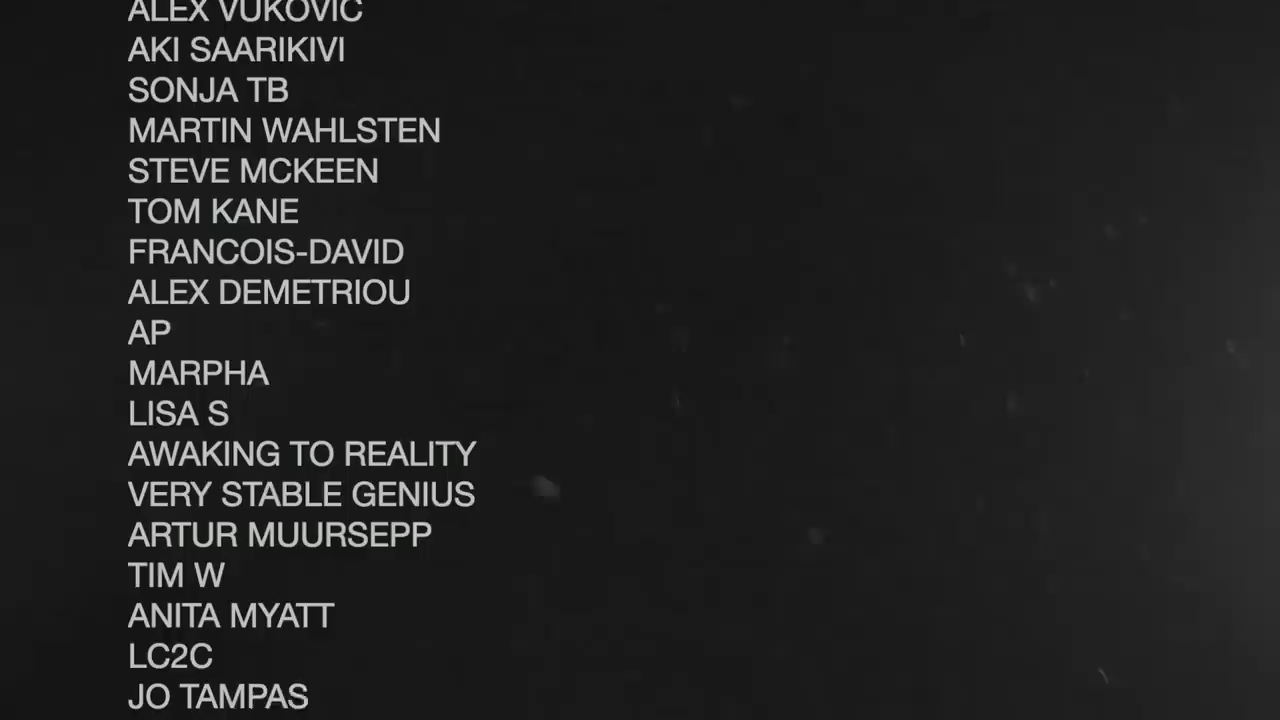 ALEX VUKOVIC
AKI SAARIKIVI
SONJA TB
MARTIN WAHLSTEN
STEVE MCKEEN
TOM KANE
FRANCOIS-DAVID
ALEX DEMETRIOU
AP
MARPHA
LISA S
AWAKING TO REALITY
VERY STABLE GENIUS
ARTUR MUURSEPP
TIM W
ANITA MYATT
LC2C
JO TAMPAS